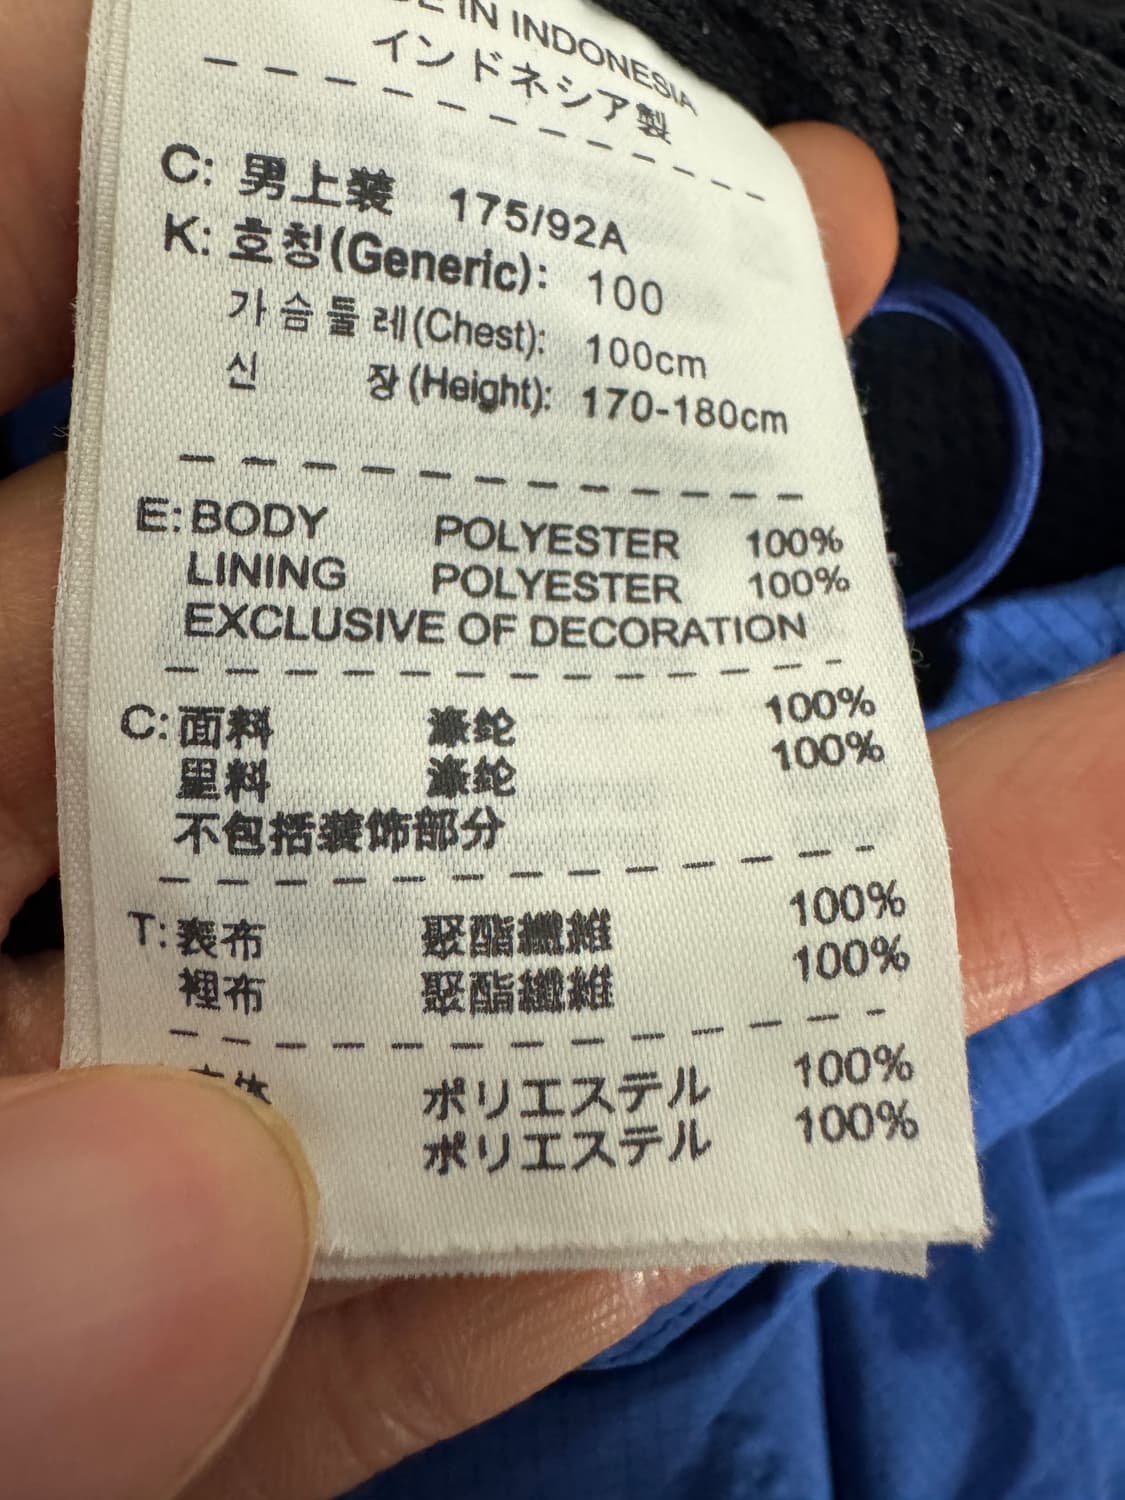 IN INDONESIA
インドネシア製
C: 男上装 175/92A
K: 호칭(Generic): 100
가슴둘레(Chest): 100cm
신 장(Height): 170-180cm
E: BODY POLYESTER 100%
LINING POLYESTER 100%
EXCLUSIVE OF DECORATION
C: 面料 涤纶 100%
里料 涤纶 100%
不包括装饰部分
T: 表布 聚酯纖維 100%
裡布 聚酯纖維 100%
ポリエステル 100%
ポリエステル 100%